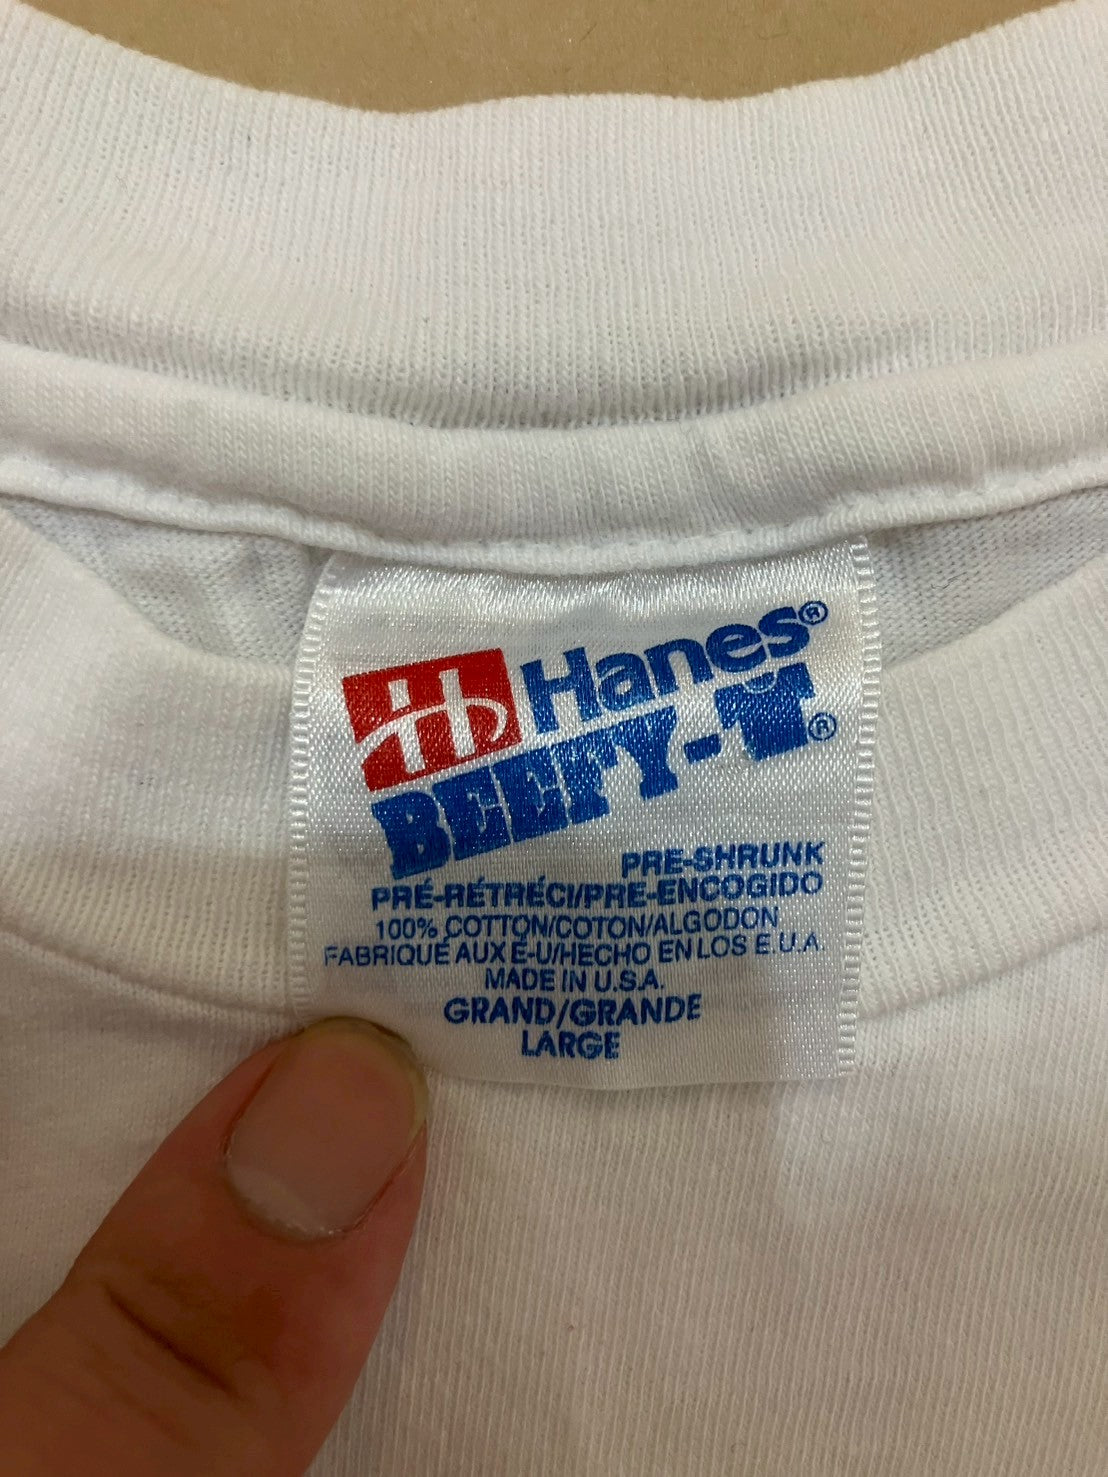 Hanes®
BEEFY-T®
PRE-SHRUNK
PRÉ-RÉTRÉCI/PRE-ENCOGIDO
100% COTTON/COTON/ALGODON
FABRIQUÉ AUX É-U/HECHO EN LOS E.U.A.
MADE IN U.S.A.
GRAND/GRANDE
LARGE